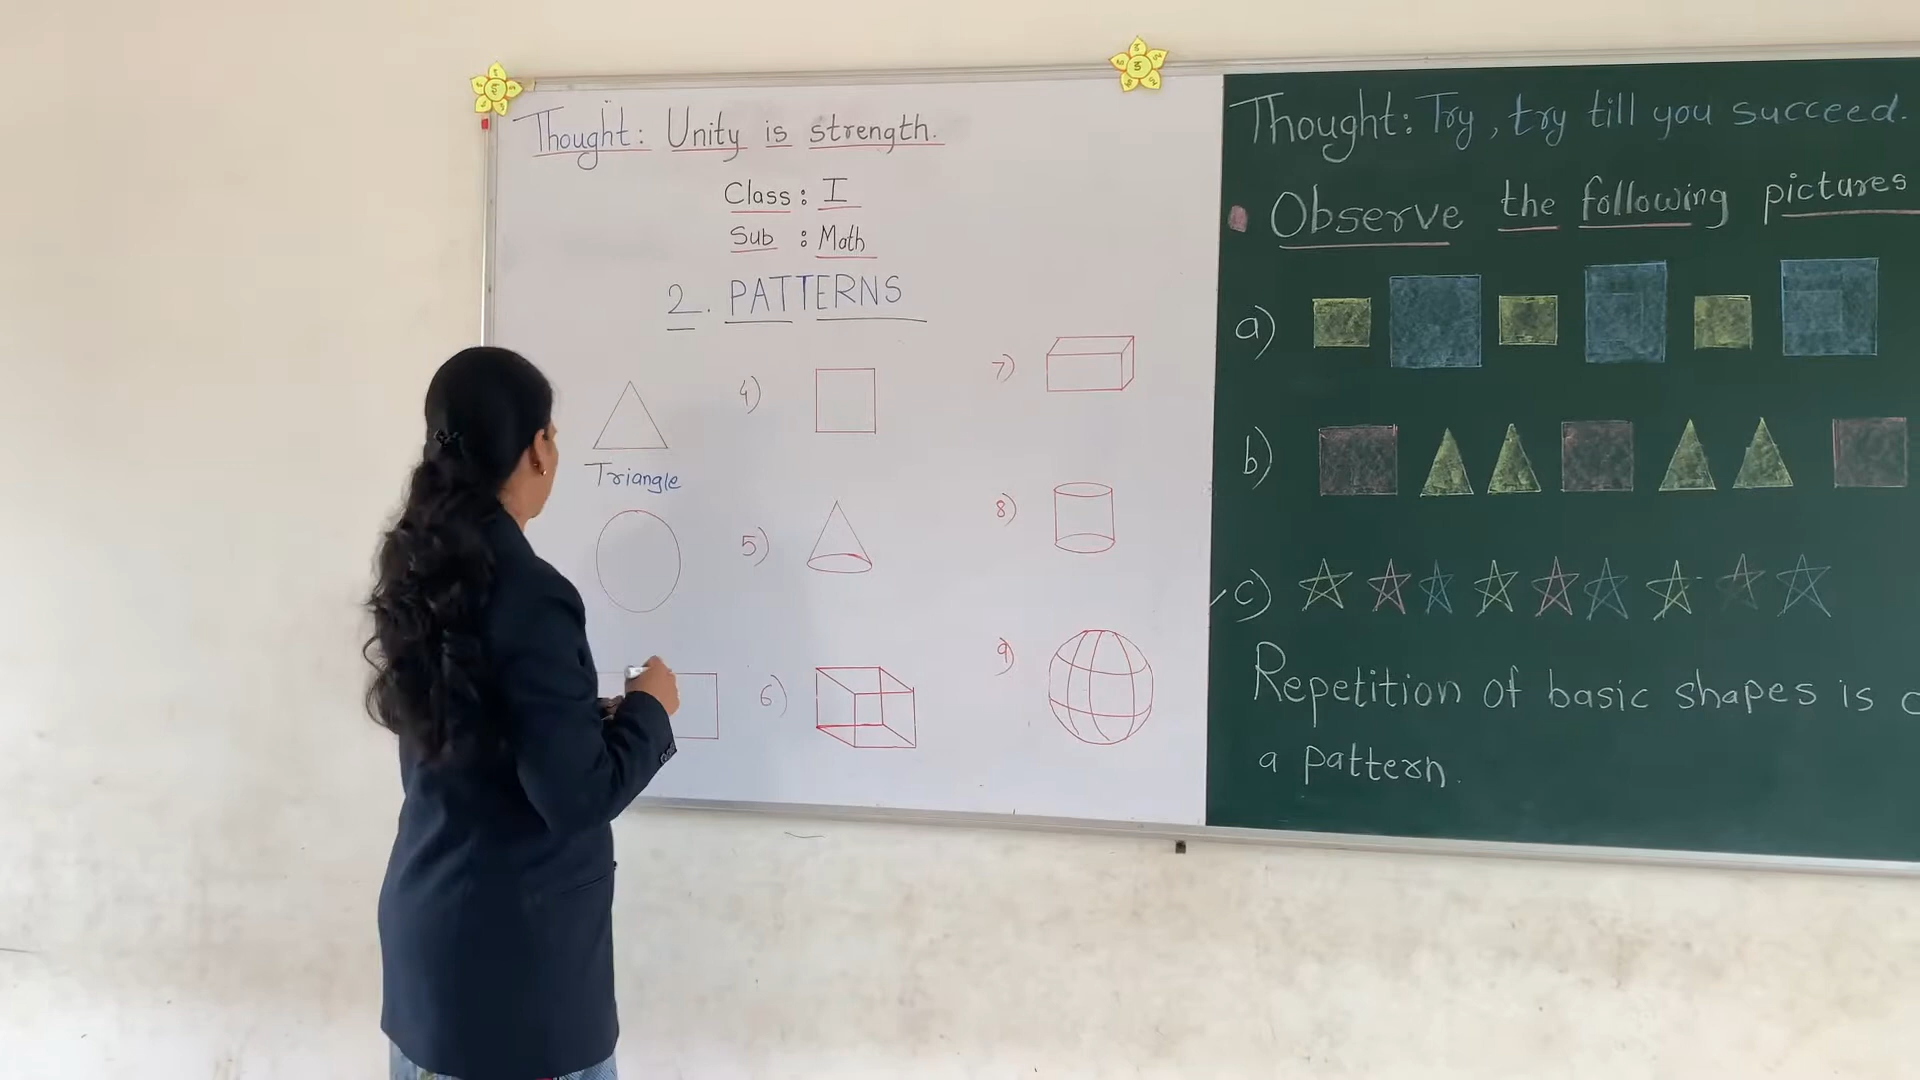 Thought: Unity is strength.
Class: I
Sub : Math
2. PATTERNS
Triangle
4)
5)
6)
7)
8)
9)
Thought: Try, try till you succeed.
Observe the following pictures
a)
b)
c)
Repetition of basic shapes is
a pattern.